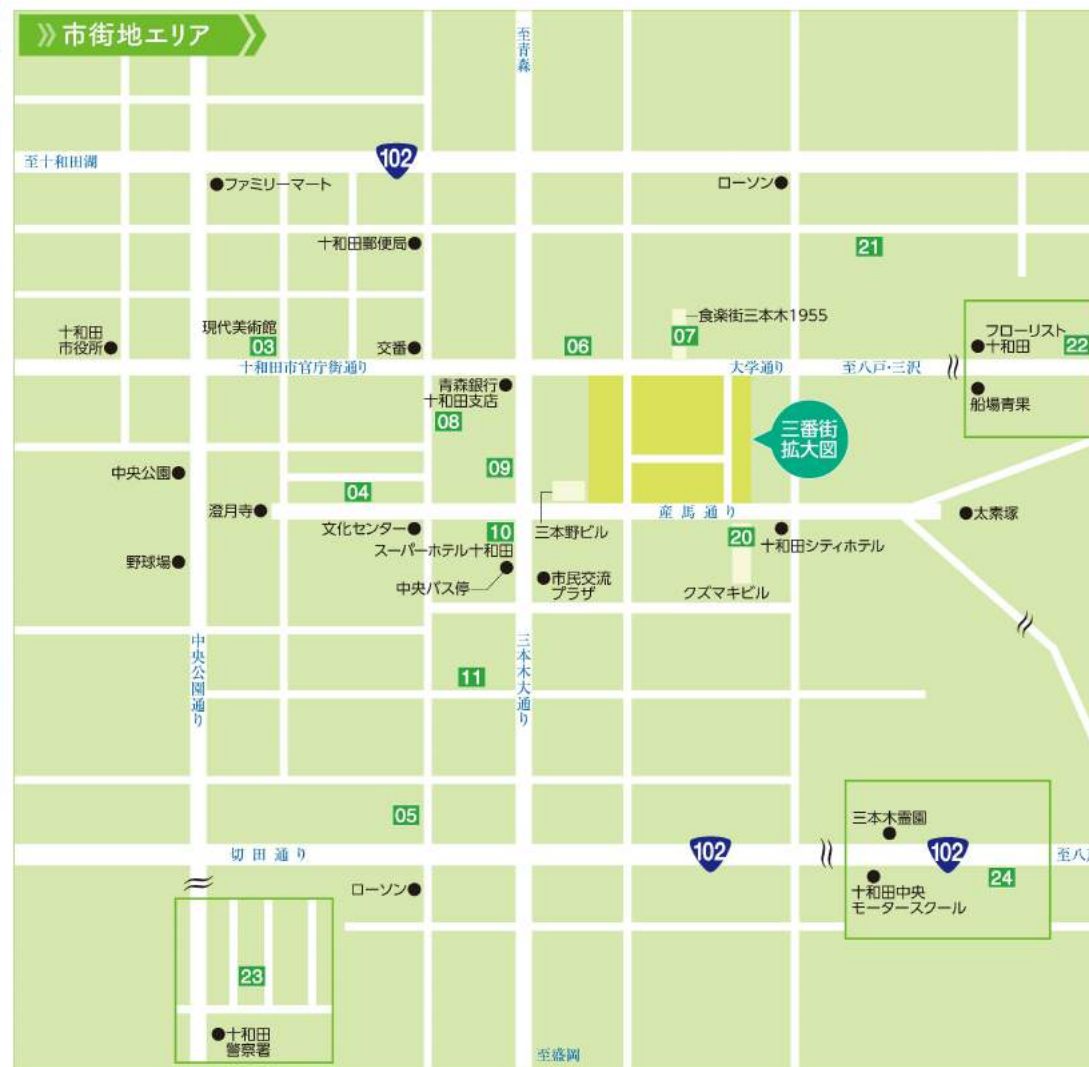 》市街地エリア
至青森
至十和田湖
102
●ファミリーマート
ローソン●
十和田郵便局●
21
十和田
市役所●
現代美術館
03
交番●
06
食楽街三本木1955
07
フローリスト
●十和田
22
十和田市官庁街通り
大学通り
至八戸・三沢
青森銀行●
十和田支店
08
船場青果
三番街
拡大図
中央公園●
09
04
澄月寺●
産馬通り
●太素塚
文化センター●
10
三本野ビル
20
十和田シティホテル
スーパーホテル十和田
野球場●
中央バス停
●市民交流
プラザ
クズマキビル
中央公園通り
三本木大通り
11
05
三本木霊園
切田通り
102
102
至八
24
ローソン●
十和田中央
モータースクール
23
●十和田
警察署
至盛岡